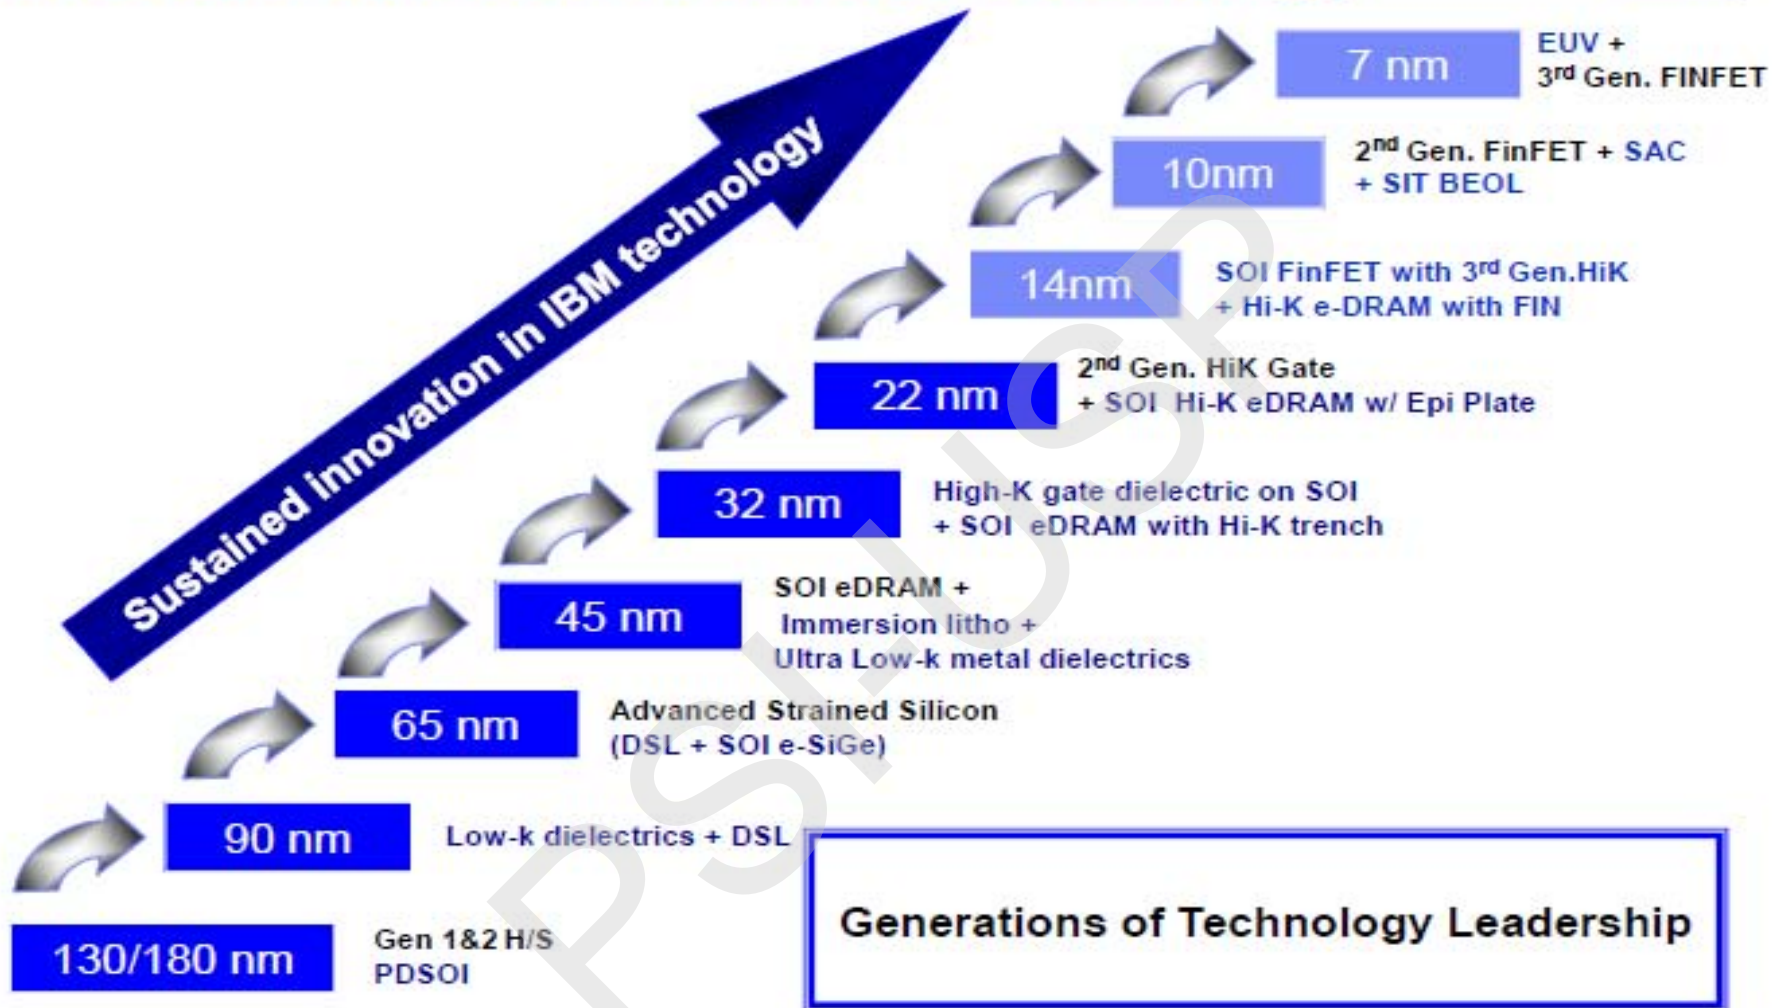 7 nm
EUV +
3rd Gen. FINFET
10nm
2nd Gen. FinFET + SAC
+ SIT BEOL
14nm
SOI FinFET with 3rd Gen.HiK
+ Hi-K e-DRAM with FIN
22 nm
2nd Gen. HiK Gate
+ SOI Hi-K eDRAM w/ Epi Plate
32 nm
High-K gate dielectric on SOI
+ SOI eDRAM with Hi-K trench
45 nm
SOI eDRAM +
Immersion litho +
Ultra Low-k metal dielectrics
65 nm
Advanced Strained Silicon
(DSL + SOI e-SiGe)
90 nm
Low-k dielectrics + DSL
130/180 nm
Gen 1&2 H/S
PDSOI
Sustained innovation in IBM technology
Generations of Technology Leadership
PSI-USP